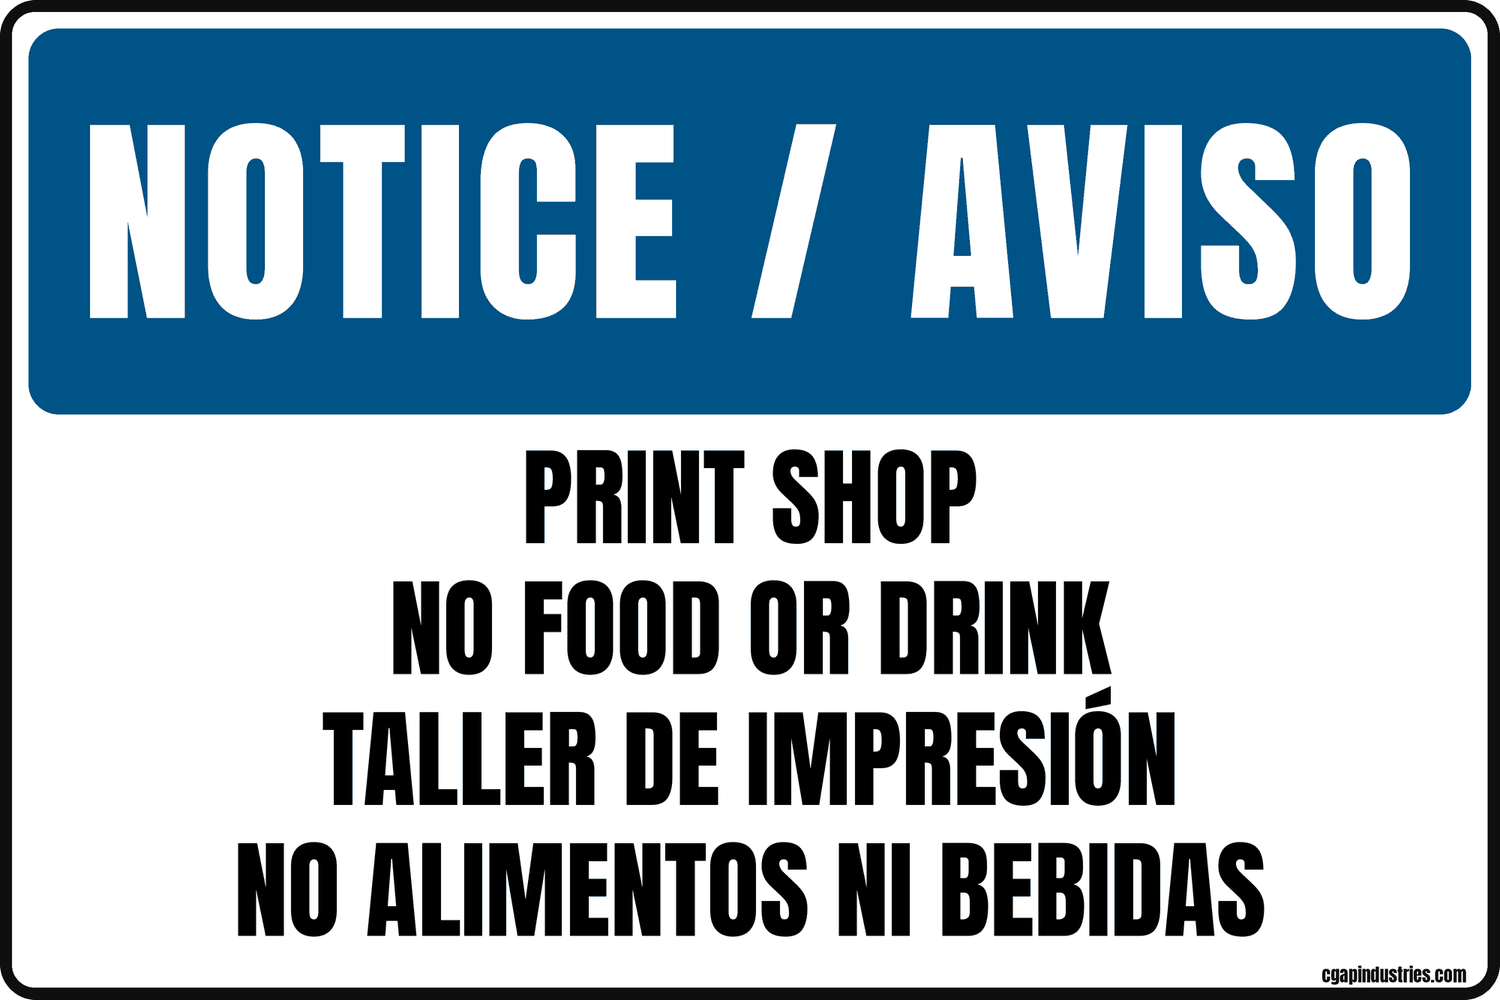 NOTICE / AVISO
PRINT SHOP
NO FOOD OR DRINK
TALLER DE IMPRESIÓN
NO ALIMENTOS NI BEBIDAS
cgapindustries.com